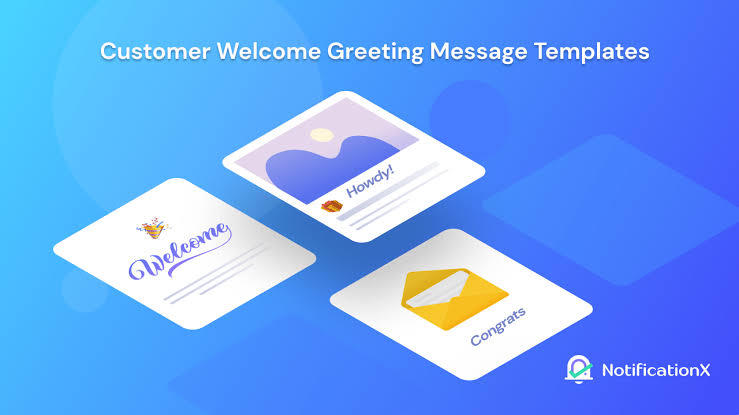 Customer Welcome Greeting Message Templates
Howdy!
Welcome
Congrats
NotificationX